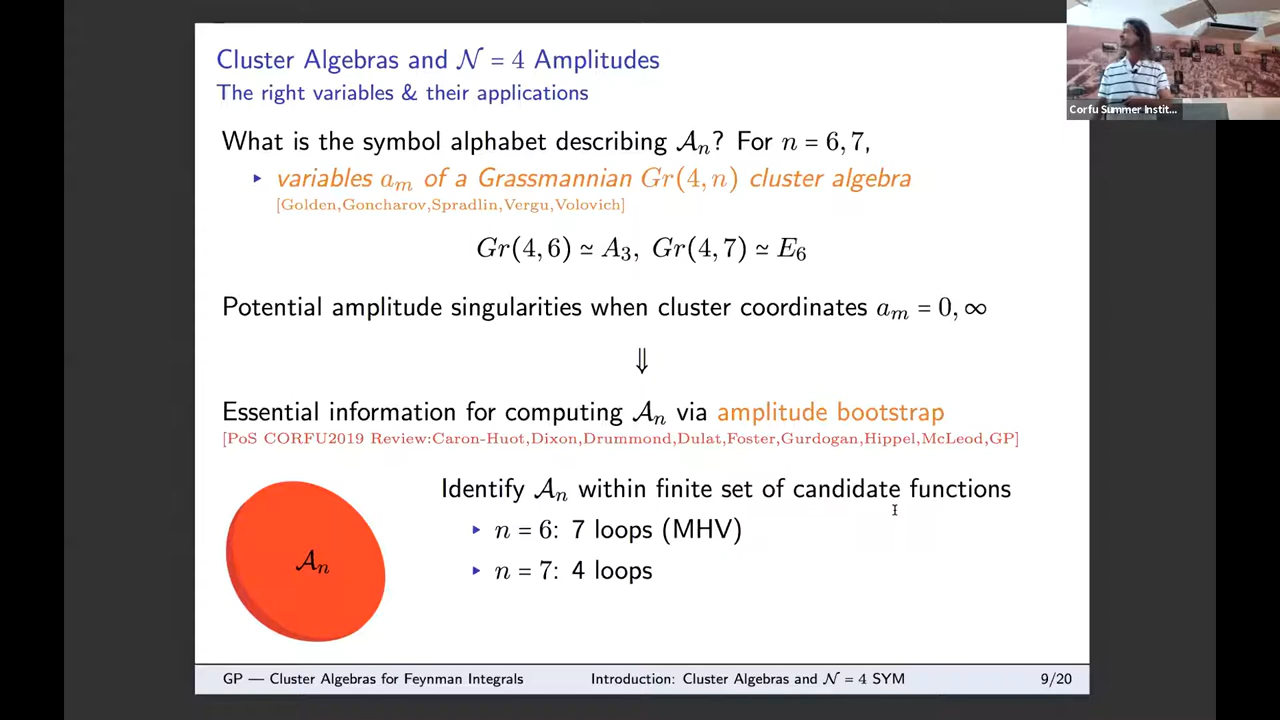 Cluster Algebras and 𝒩 = 4 Amplitudes
The right variables & their applications
What is the symbol alphabet describing 𝒜ₙ? For n = 6, 7,
▸ variables aₘ of a Grassmannian Gr(4, n) cluster algebra
[Golden,Goncharov,Spradlin,Vergu,Volovich]
Gr(4, 6) ≃ A₃, Gr(4, 7) ≃ E₆
Potential amplitude singularities when cluster coordinates aₘ = 0, ∞
⇓
Essential information for computing 𝒜ₙ via amplitude bootstrap
[PoS CORFU2019 Review:Caron-Huot,Dixon,Drummond,Dulat,Foster,Gurdogan,Hippel,McLeod,GP]
Identify 𝒜ₙ within finite set of candidate functions
▸ n = 6: 7 loops (MHV)
▸ n = 7: 4 loops
𝒜ₙ
GP — Cluster Algebras for Feynman Integrals
Introduction: Cluster Algebras and 𝒩 = 4 SYM
9/20
Corfu Summer Instit...